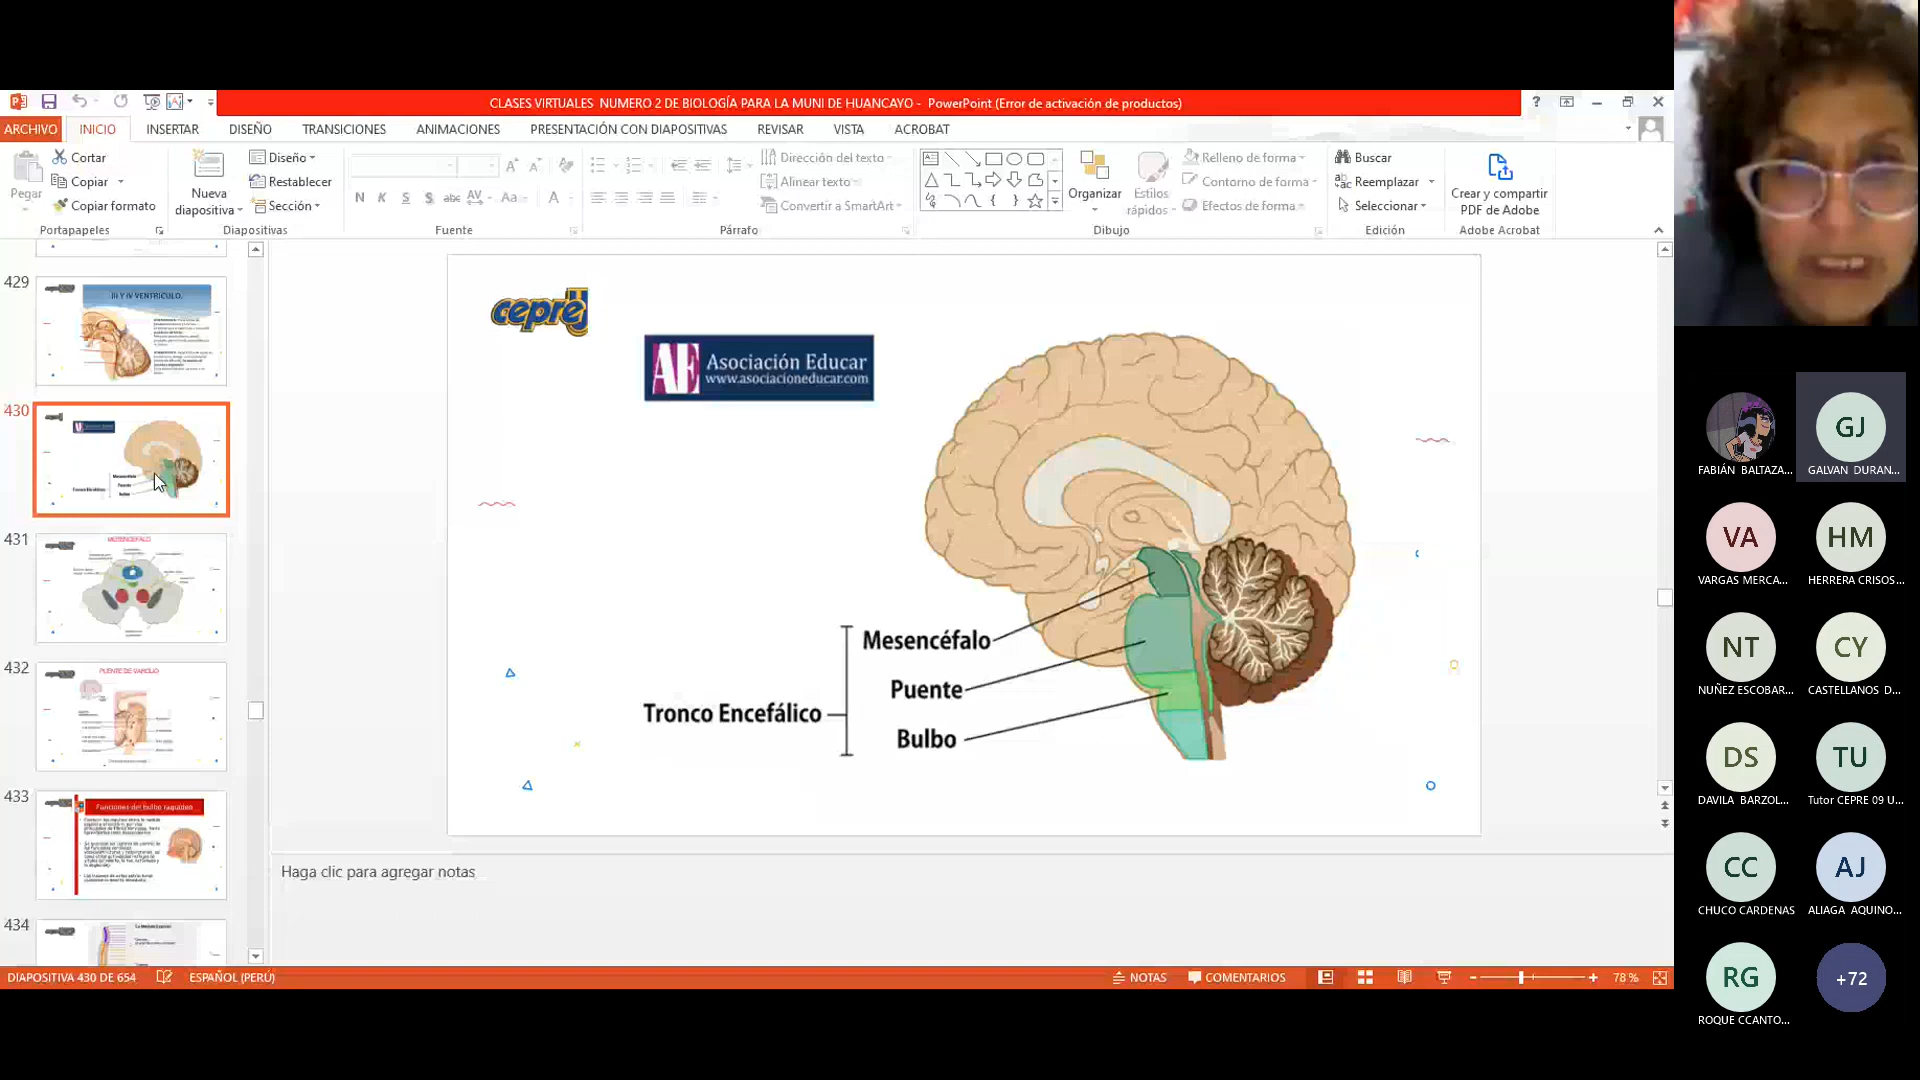 CLASES VIRTUALES NUMERO 2 DE BIOLOGÍA PARA LA MUNI DE HUANCAYO - PowerPoint (Error de activación de productos)
ARCHIVO INICIO INSERTAR DISEÑO TRANSICIONES ANIMACIONES PRESENTACIÓN CON DIAPOSITIVAS REVISAR VISTA ACROBAT
Pegar
Cortar
Copiar
Copiar formato
Portapapeles
Nueva diapositiva
Diseño
Restablecer
Sección
Diapositivas
N K S S abc AV Aa A
Fuente
Dirección del texto
Alinear texto
Convertir a SmartArt
Párrafo
Organizar
Estilos rápidos
Relleno de forma
Contorno de forma
Efectos de forma
Dibujo
Buscar
Reemplazar
Seleccionar
Edición
Crear y compartir PDF de Adobe
Adobe Acrobat
429
III Y IV VENTRICULO.
430
431
MESENCEFALO
432
PUENTE DE VAROLIO
433
Funciones del bulbo raquídeo
434
cepre
AE Asociación Educar
www.asociacioneducar.com
Mesencéfalo
Puente
Tronco Encefálico
Bulbo
Haga clic para agregar notas
DIAPOSITIVA 430 DE 654 ESPAÑOL (PERÚ) NOTAS COMENTARIOS 78 %
FABIÁN BALTAZA...
GJ
GALVAN DURAN...
VA
VARGAS MERCA...
HM
HERRERA CRISOS...
NT
NUÑEZ ESCOBAR...
CY
CASTELLANOS D...
DS
DAVILA BARZOL...
TU
Tutor CEPRE 09 U...
CC
CHUCO CARDENAS
AJ
ALIAGA AQUINO...
RG
ROQUE CCANTO...
+72